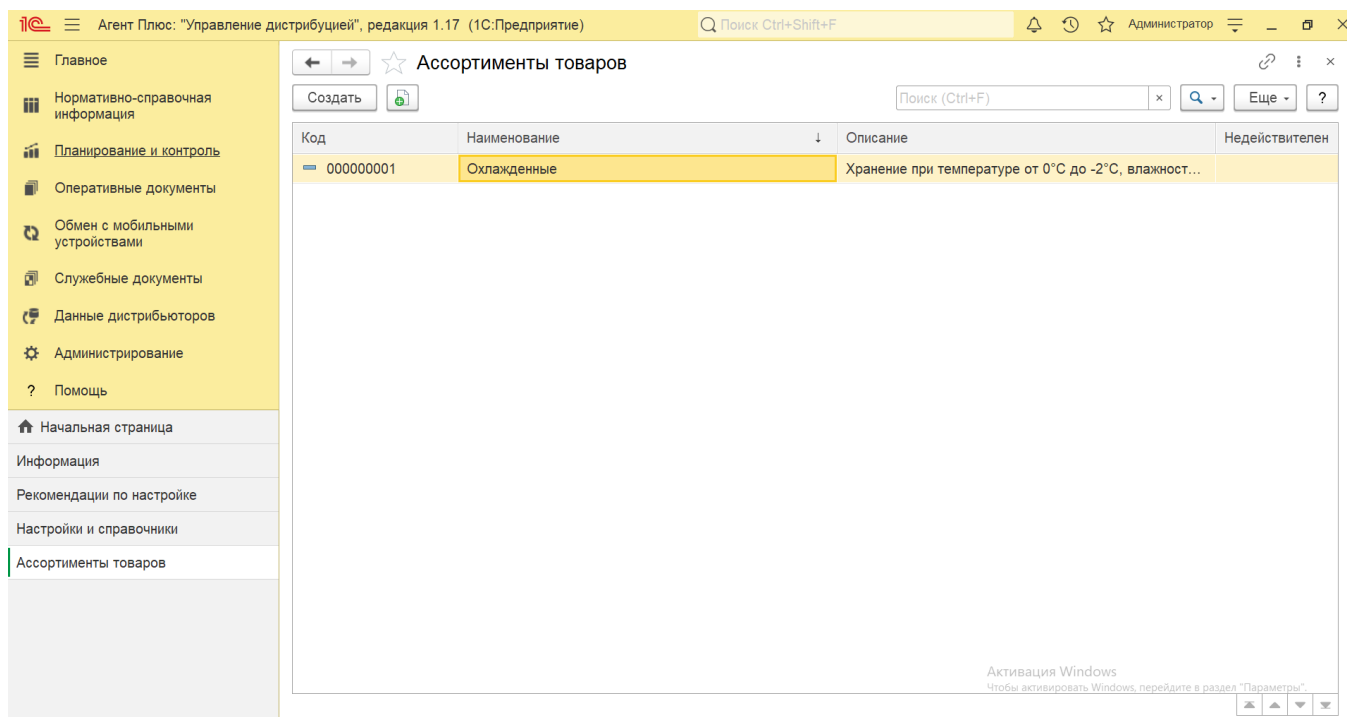 Агент Плюс: "Управление дистрибуцией", редакция 1.17 (1С:Предприятие)
Поиск Ctrl+Shift+F
Администратор
Главное
Нормативно-справочная
информация
Планирование и контроль
Оперативные документы
Обмен с мобильными
устройствами
Служебные документы
Данные дистрибьюторов
Администрирование
? Помощь
Начальная страница
Информация
Рекомендации по настройке
Настройки и справочники
Ассортименты товаров
Ассортименты товаров
Создать
Поиск (Ctrl+F)
Еще
?
Код Наименование Описание Недействителен
000000001 Охлажденные Хранение при температуре от 0°C до -2°C, влажност...
Активация Windows
Чтобы активировать Windows, перейдите в раздел "Параметры".